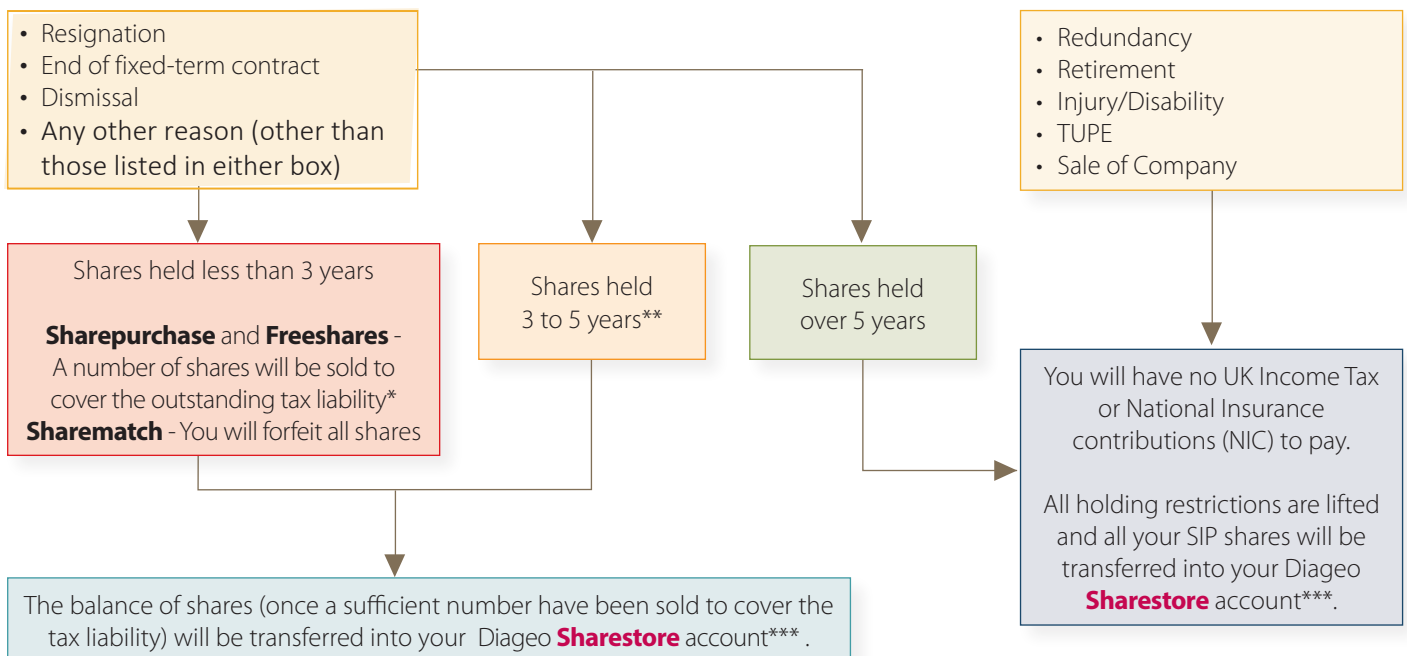 • Resignation
• End of fixed-term contract
• Dismissal
• Any other reason (other than
those listed in either box)
• Redundancy
• Retirement
• Injury/Disability
• TUPE
• Sale of Company
Shares held less than 3 years
Sharepurchase and Freeshares -
A number of shares will be sold to
cover the outstanding tax liability*
Sharematch - You will forfeit all shares
Shares held
3 to 5 years**
Shares held
over 5 years
You will have no UK Income Tax
or National Insurance
contributions (NIC) to pay.
All holding restrictions are lifted
and all your SIP shares will be
transferred into your Diageo
Sharestore account***.
The balance of shares (once a sufficient number have been sold to cover the
tax liability) will be transferred into your Diageo Sharestore account*** .